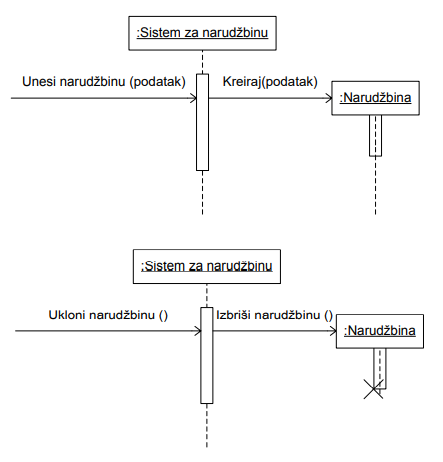 :Sistem za narudžbinu
Unesi narudžbinu (podatak)
Kreiraj(podatak)
:Narudžbina
:Sistem za narudžbinu
Ukloni narudžbinu ()
Izbriši narudžbinu ()
:Narudžbina